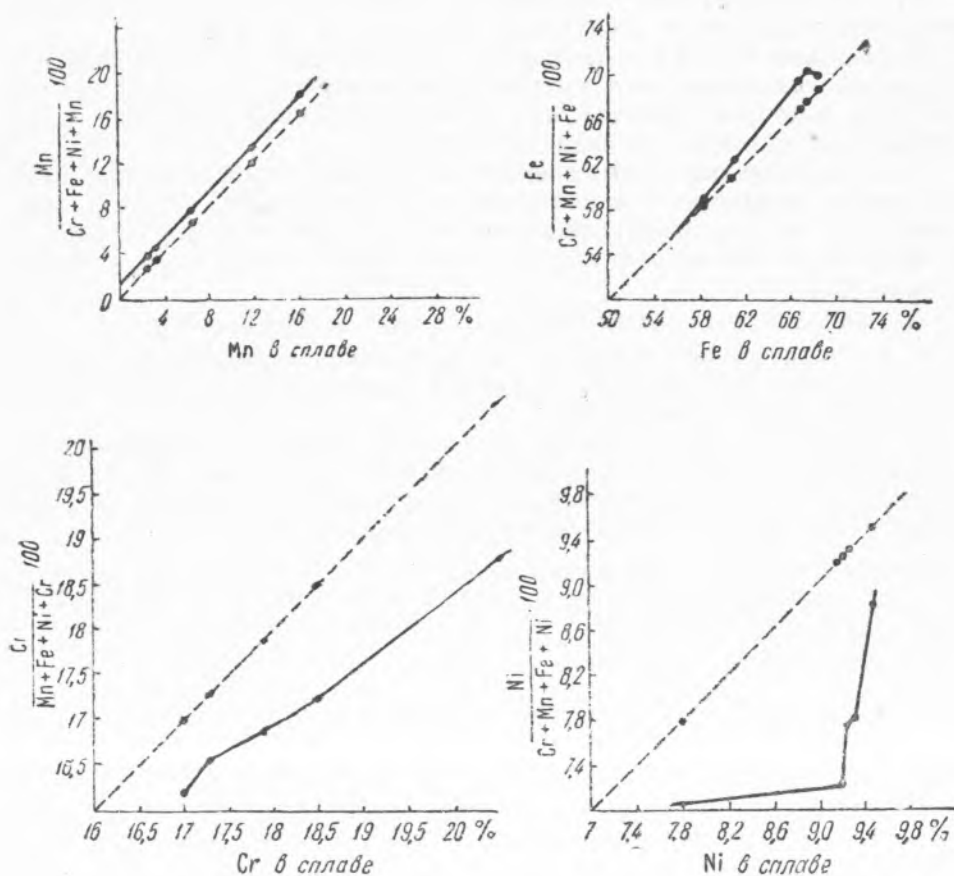 Mn
Cr + Fe + Ni + Mn
100
20
16
12
8
4
0
4 8 12 16 20 24 28 %
Mn в сплаве
Fe
Cr + Mn + Ni + Fe
100
74
70
66
62
58
54
50 54 58 62 66 70 74 %
Fe в сплаве
Cr
Mn + Fe + Ni + Cr
100
20
19,5
19
18,5
18
17,5
17
16,5
16 16,5 17 17,5 18 18,5 19 19,5 20 %
Cr в сплаве
Ni
Cr + Mn + Fe + Ni
100
9,8
9,4
9,0
8,6
8,2
7,8
7,4
7 7,4 7,8 8,2 8,6 9,0 9,4 9,8 %
Ni в сплаве